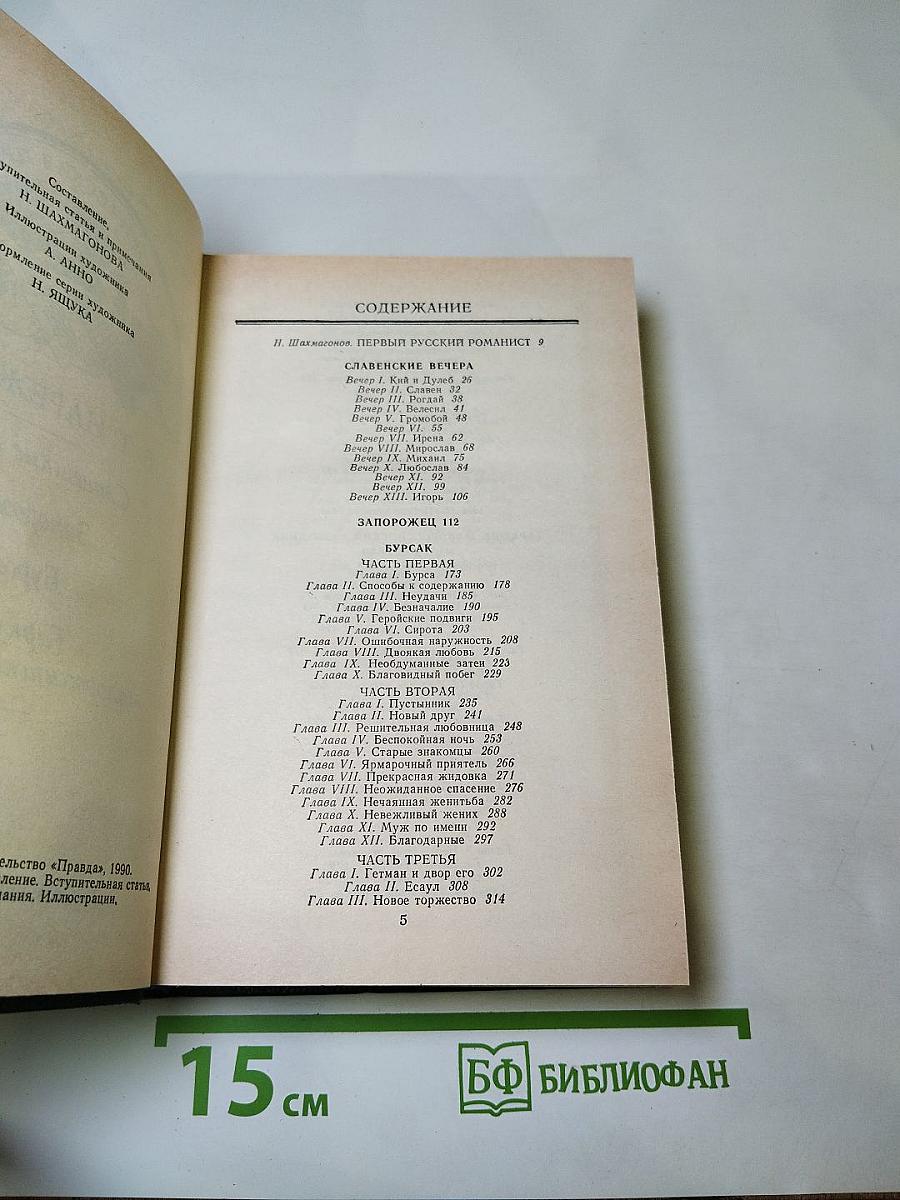 Составление.
упительная статья и примечания
Н. ШАХМАГОНОВА
Иллюстрации художника
А. АННО
ормление серии художника
Н. ЯЩУКА
ельство «Правда», 1990.
ление. Вступительная статья,
ания. Иллюстрации.
СОДЕРЖАНИЕ
Н. Шахмагонов. ПЕРВЫЙ РУССКИЙ РОМАНИСТ 9
СЛАВЕНСКИЕ ВЕЧЕРА
Вечер I. Кий и Дулеб 26
Вечер II. Славен 32
Вечер III. Рогдай 38
Вечер IV. Велесил 41
Вечер V. Громобой 48
Вечер VI. 55
Вечер VII. Ирена 62
Вечер VIII. Мирослав 68
Вечер IX. Михаил 75
Вечер X. Любослав 84
Вечер XI. 92
Вечер XII. 99
Вечер XIII. Игорь 106
ЗАПОРОЖЕЦ 112
БУРСАК
ЧАСТЬ ПЕРВАЯ
Глава I. Бурса 173
Глава II. Способы к содержанию 178
Глава III. Неудачи 185
Глава IV. Безначалие 190
Глава V. Геройские подвиги 195
Глава VI. Сирота 203
Глава VII. Ошибочная наружность 208
Глава VIII. Двоякая любовь 215
Глава IX. Необдуманные затеи 223
Глава X. Благовидный побег 229
ЧАСТЬ ВТОРАЯ
Глава I. Пустынник 235
Глава II. Новый друг 241
Глава III. Решительная любовница 248
Глава IV. Беспокойная ночь 253
Глава V. Старые знакомцы 260
Глава VI. Ярмарочный приятель 266
Глава VII. Прекрасная жидовка 271
Глава VIII. Неожиданное спасение 276
Глава IX. Нечаянная женитьба 282
Глава X. Невежливый жених 288
Глава XI. Муж по имени 292
Глава XII. Благодарные 297
ЧАСТЬ ТРЕТЬЯ
Глава I. Гетман и двор его 302
Глава II. Есаул 308
Глава III. Новое торжество 314
5
15 см
БФ БИБЛИОФАН